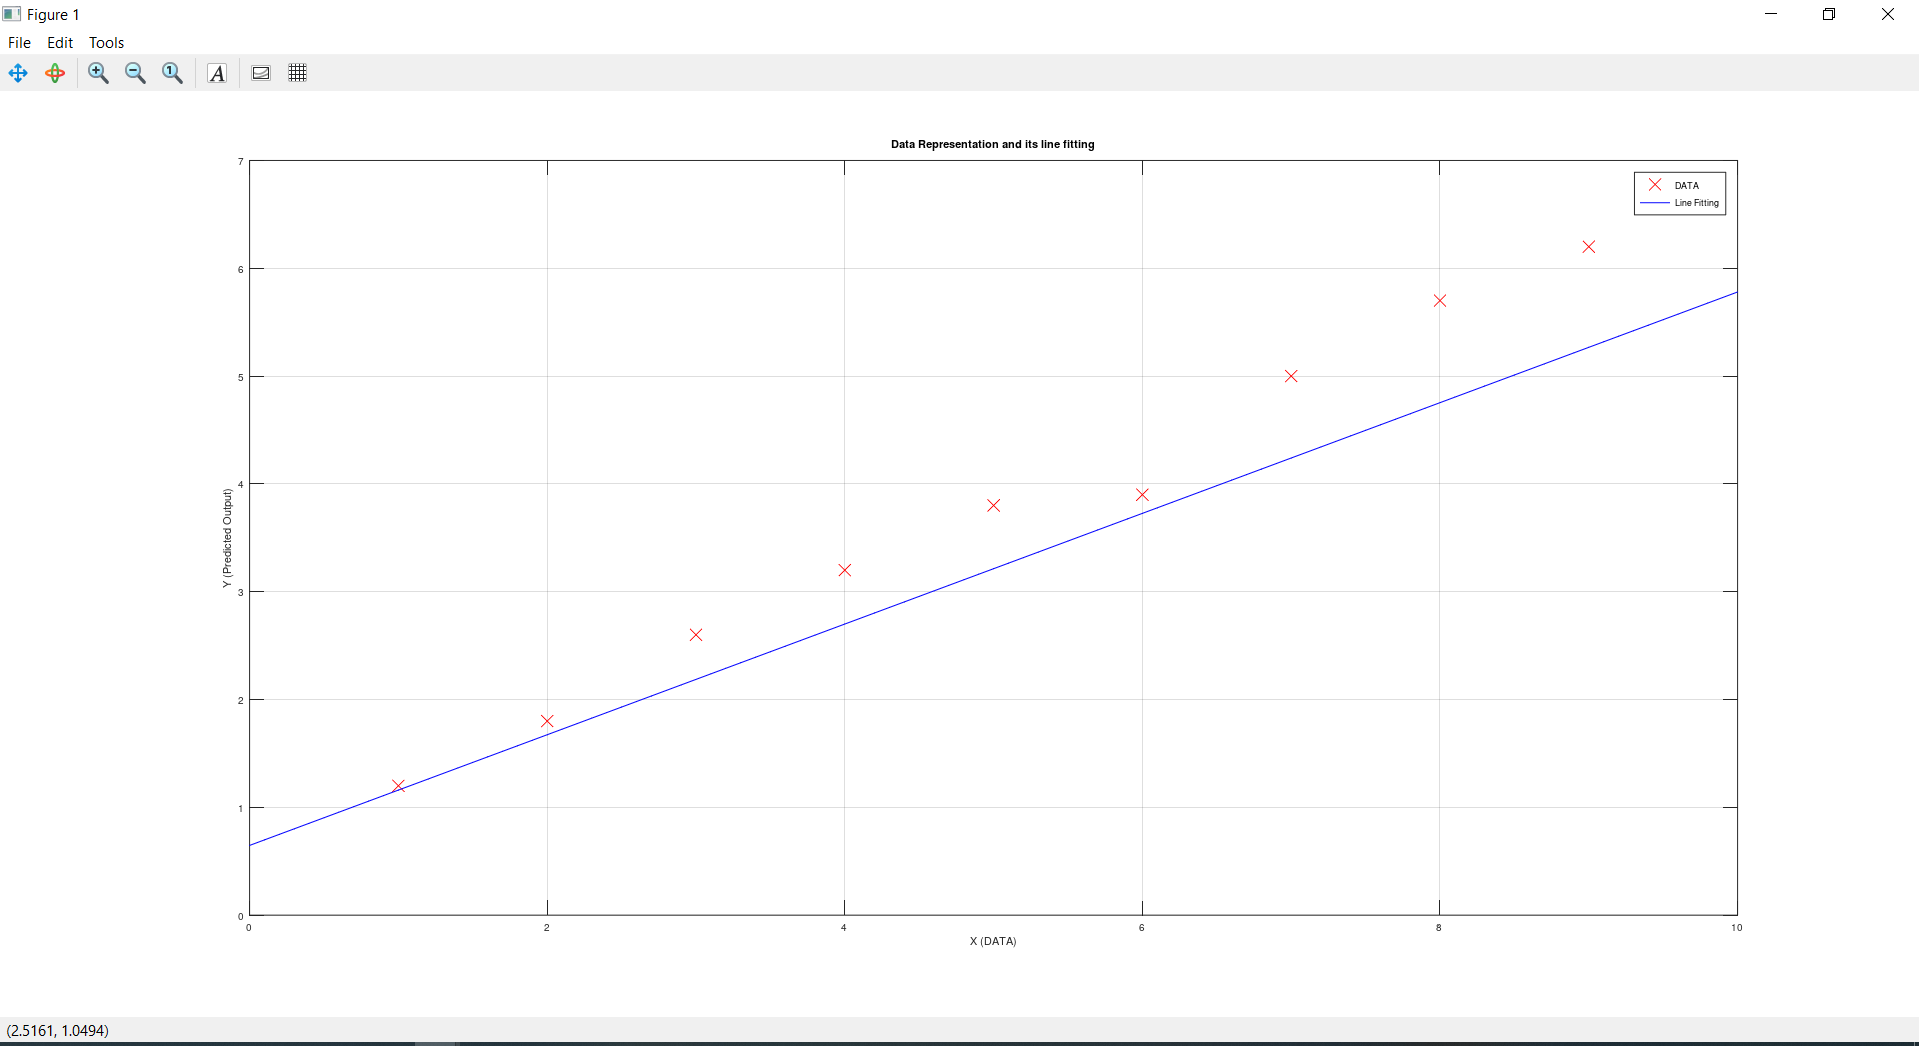 Figure 1
File Edit Tools
1 A
Data Representation and its line fitting
7
DATA
Line Fitting
6
5
4
Y (Predicted Output)
3
2
1
0
0 2 4 6 8 10
X (DATA)
(2.5161, 1.0494)